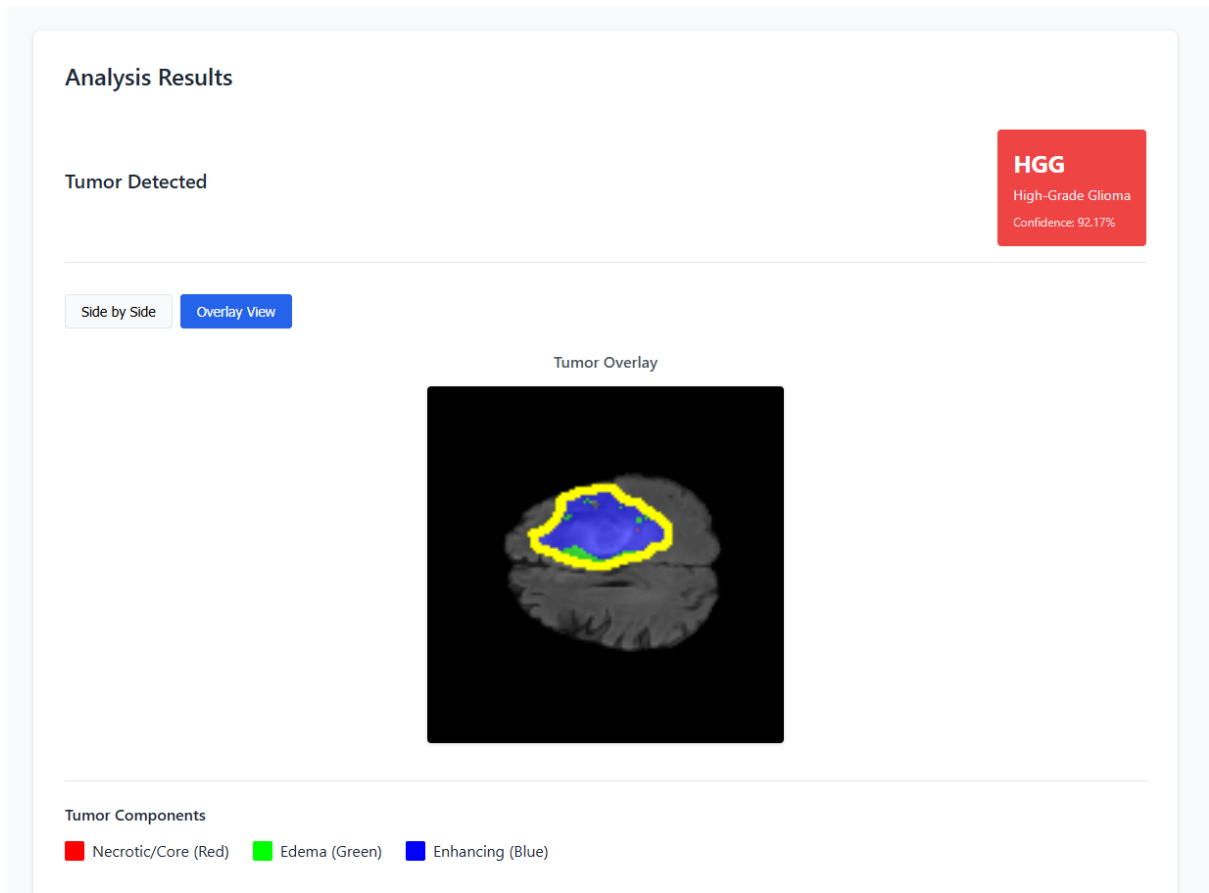 Analysis Results
Tumor Detected
HGG
High-Grade Glioma
Confidence: 92.17%
Side by Side
Overlay View
Tumor Overlay
Tumor Components
Necrotic/Core (Red)
Edema (Green)
Enhancing (Blue)